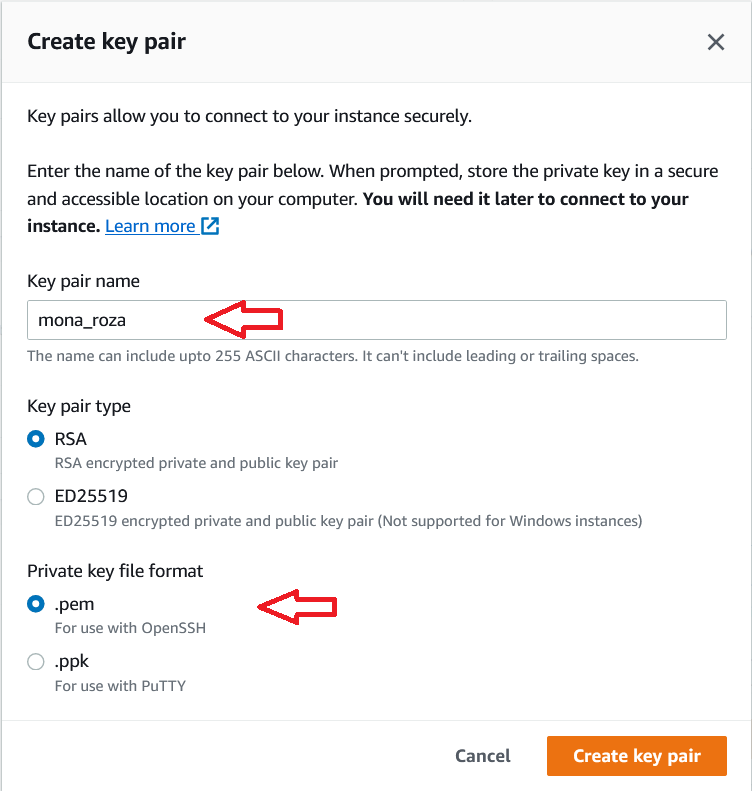 Create key pair
Key pairs allow you to connect to your instance securely.
Enter the name of the key pair below. When prompted, store the private key in a secure
and accessible location on your computer. You will need it later to connect to your
instance. Learn more
Key pair name
mona_roza
The name can include upto 255 ASCII characters. It can't include leading or trailing spaces.
Key pair type
RSA
RSA encrypted private and public key pair
ED25519
ED25519 encrypted private and public key pair (Not supported for Windows instances)
Private key file format
.pem
For use with OpenSSH
.ppk
For use with PuTTY
Cancel
Create key pair